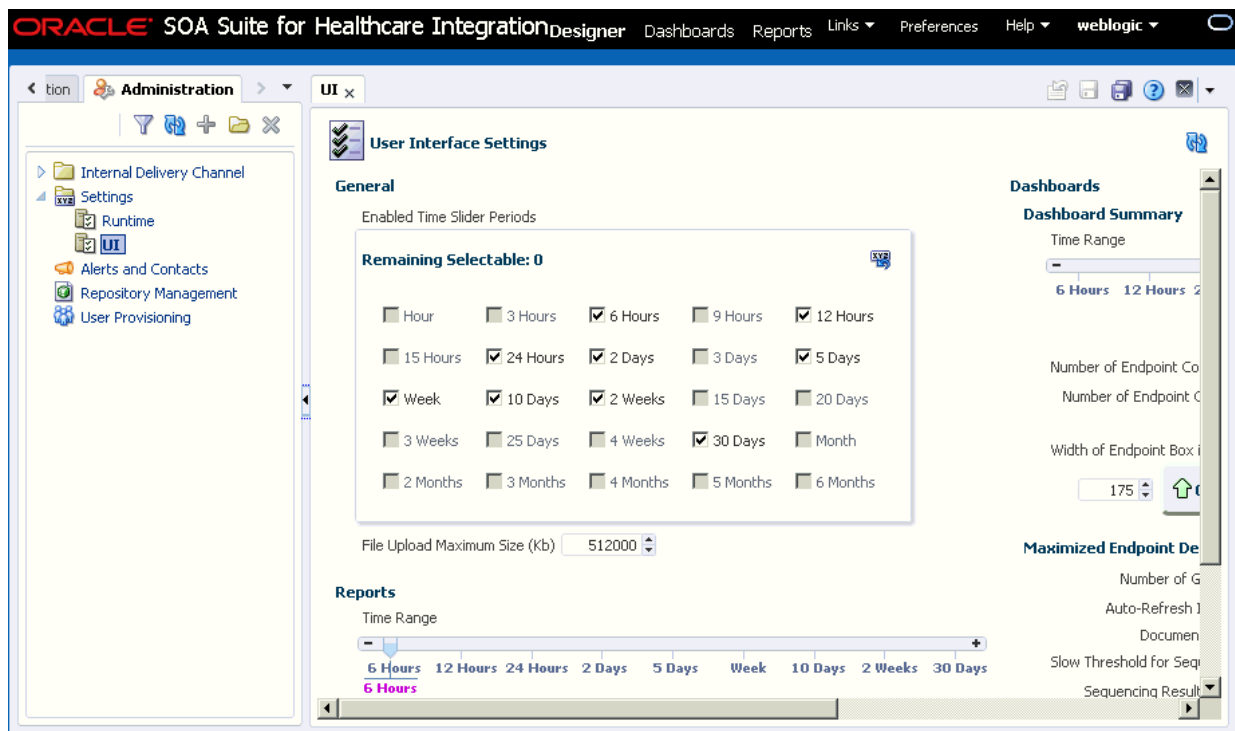 ORACLE SOA Suite for Healthcare Integration Designer Dashboards Reports Links Preferences Help weblogic
tion Administration UI x
Internal Delivery Channel
Settings
Runtime
UI
Alerts and Contacts
Repository Management
User Provisioning
User Interface Settings
General
Enabled Time Slider Periods
Remaining Selectable: 0
Hour 3 Hours 6 Hours 9 Hours 12 Hours
15 Hours 24 Hours 2 Days 3 Days 5 Days
Week 10 Days 2 Weeks 15 Days 20 Days
3 Weeks 25 Days 4 Weeks 30 Days Month
2 Months 3 Months 4 Months 5 Months 6 Months
File Upload Maximum Size (Kb) 512000
Reports
Time Range
6 Hours 12 Hours 24 Hours 2 Days 5 Days Week 10 Days 2 Weeks 30 Days
6 Hours
Dashboards
Dashboard Summary
Time Range
6 Hours 12 Hours 2
Number of Endpoint Co
Number of Endpoint
Width of Endpoint Box i
175
Maximized Endpoint De
Number of G
Auto-Refresh
Documen
Slow Threshold for Seq
Sequencing Result